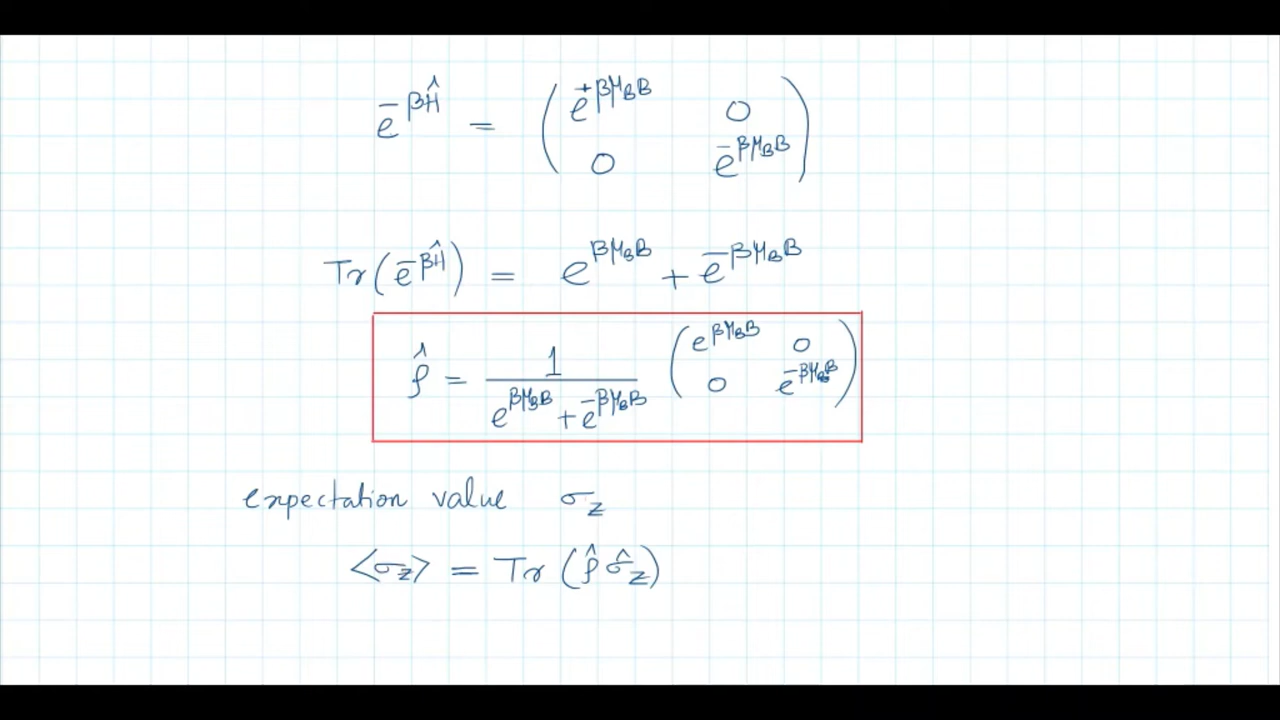 e^{-βĤ} = ( e^{+βμ_B B} 0
0 e^{-βμ_B B} )
Tr(e^{-βĤ}) = e^{βμ_B B} + e^{-βμ_B B}
ρ̂ = 1 / (e^{βμ_B B} + e^{-βμ_B B}) ( e^{βμ_B B} 0
0 e^{-βμ_B B} )
expectation value σ_z
<σ_z> = Tr (ρ̂ σ̂_z)